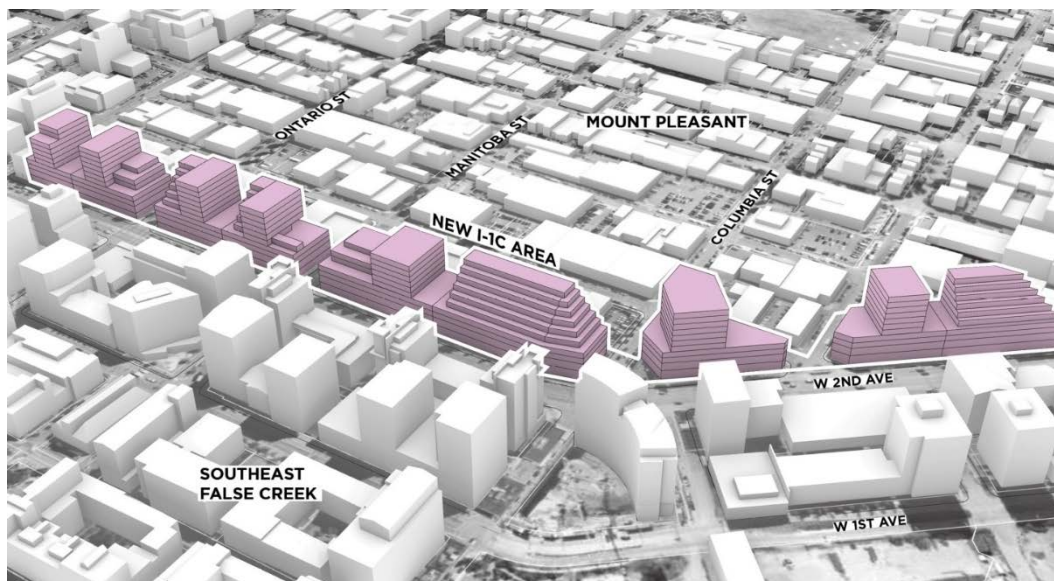 ONTARIO ST
MANITOBA ST
MOUNT PLEASANT
COLUMBIA ST
NEW I-1C AREA
W 2ND AVE
SOUTHEAST
FALSE CREEK
W 1ST AVE